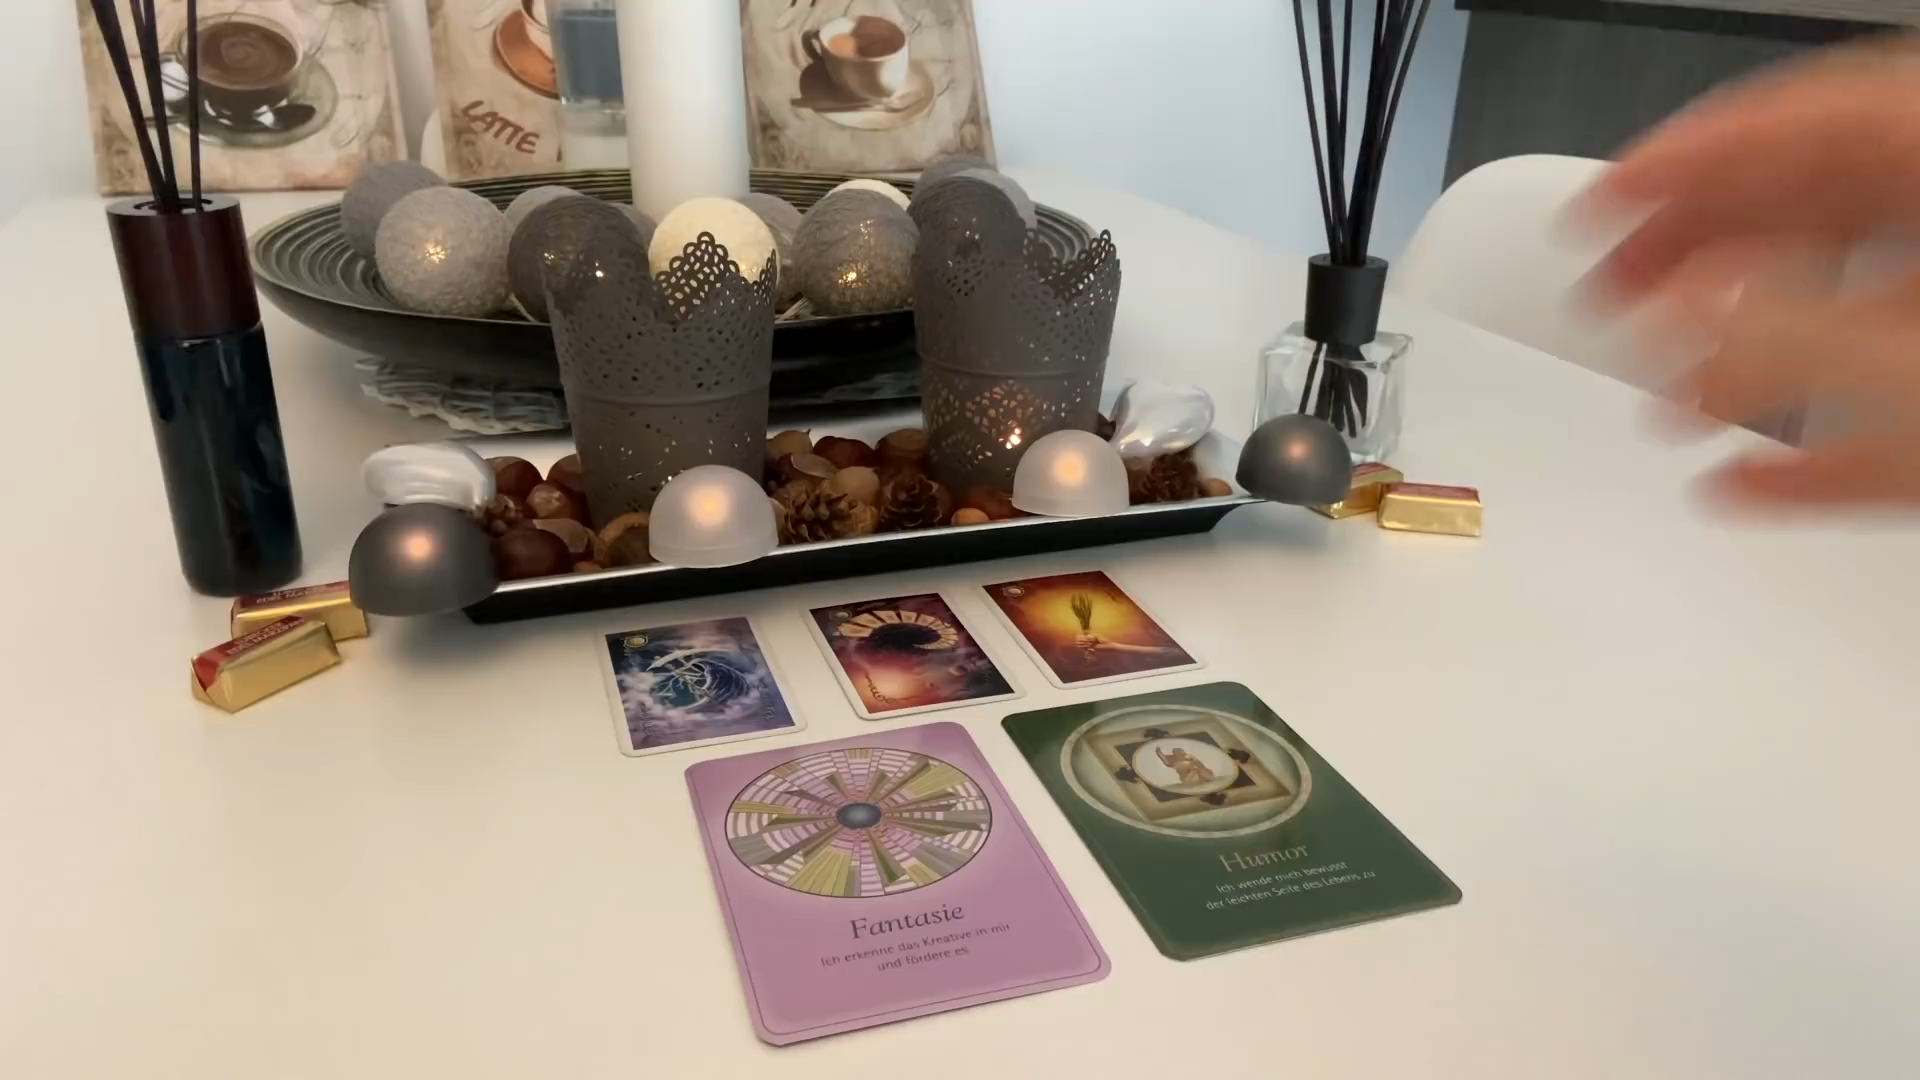 LATTE
Fantasie
Ich erkenne das Kreative in mir
und fördere es
Humor
Ich wende mich bewusst
der leichten Seite des Lebens zu